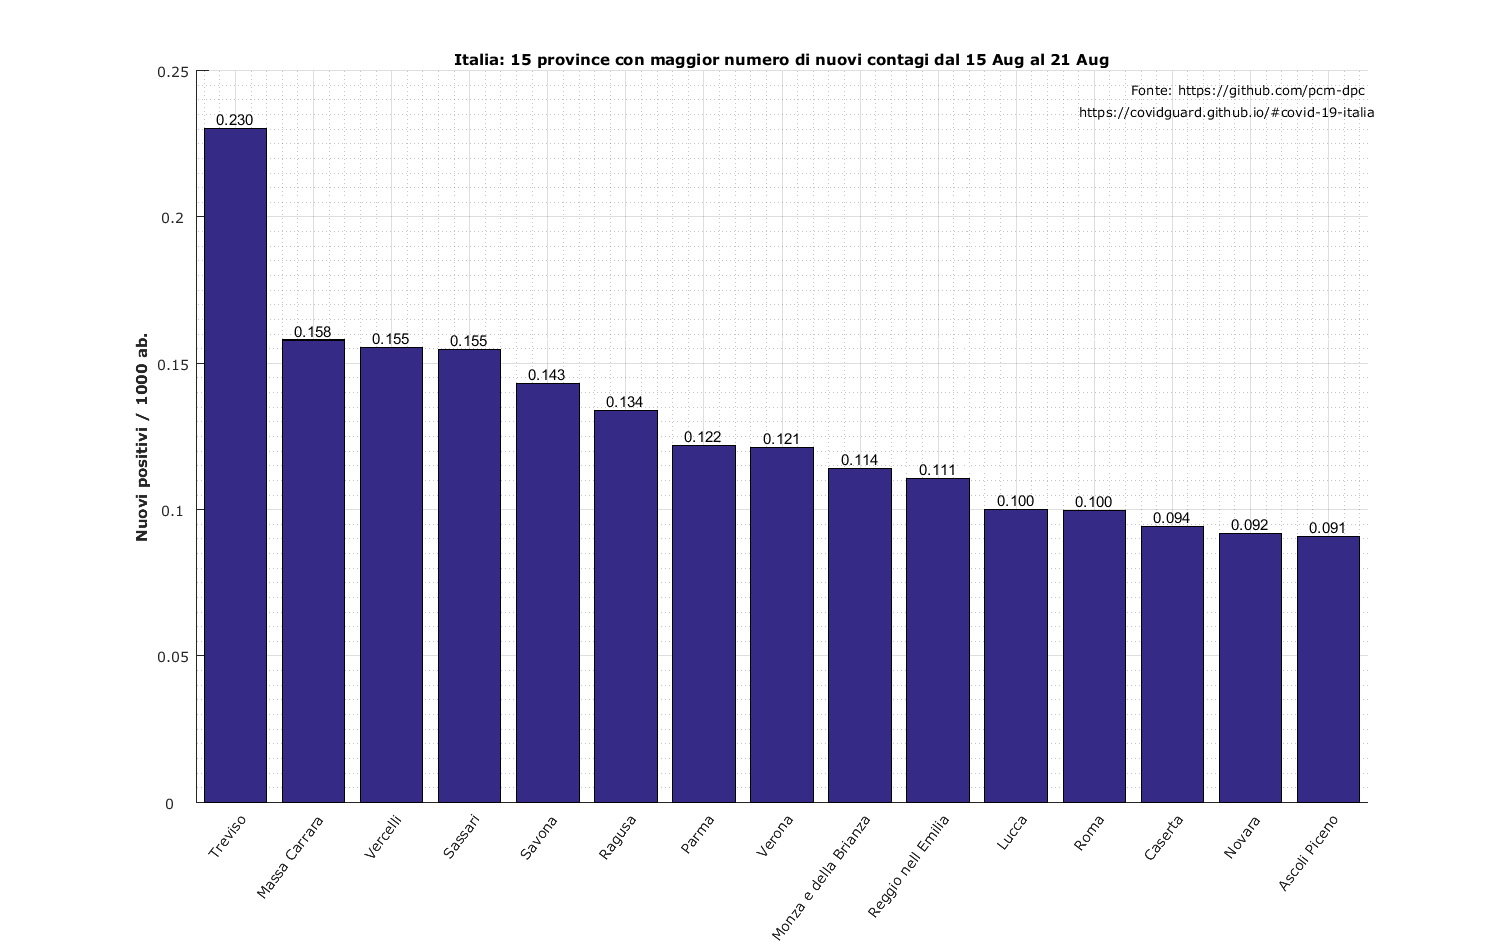 Italia: 15 province con maggior numero di nuovi contagi dal 15 Aug al 21 Aug
Fonte: https://github.com/pcm-dpc
https://covidguard.github.io/#covid-19-italia
Nuovi positivi / 1000 ab.
0.25
0.2
0.15
0.1
0.05
0
0.230
0.158
0.155
0.155
0.143
0.134
0.122
0.121
0.114
0.111
0.100
0.100
0.094
0.092
0.091
Treviso
Massa Carrara
Vercelli
Sassari
Savona
Ragusa
Parma
Verona
Monza e della Brianza
Reggio nell Emilia
Lucca
Roma
Caserta
Novara
Ascoli Piceno